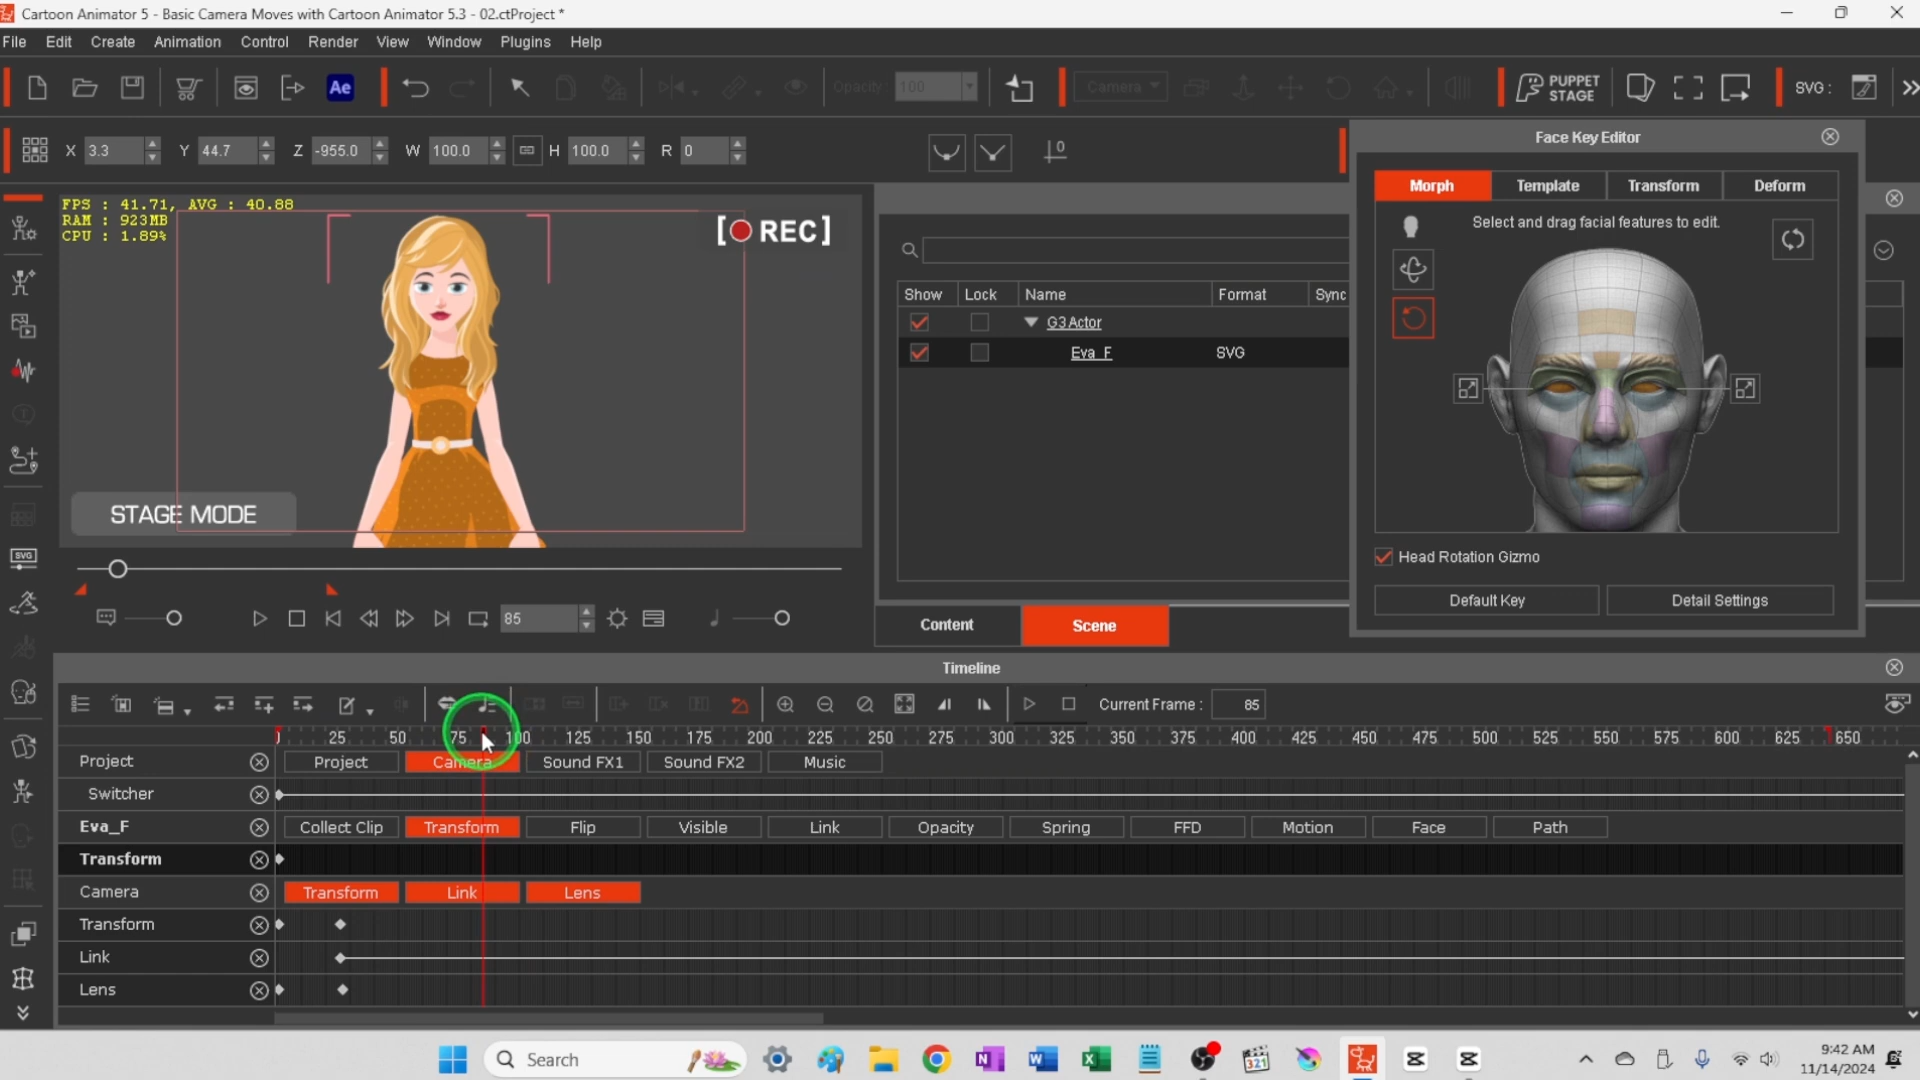 Cartoon Animator 5 - Basic Camera Moves with Cartoon Animator 5.3 - 02.ctProject *
File Edit Create Animation Control Render View Window Plugins Help
Ae Opacity: 100 Camera PUPPET STAGE SVG :
X 3.3 Y 44.7 Z -955.0 W 100.0 H 100.0 R 0
FPS : 41.71, AVG : 40.88
RAM : 923MB
CPU : 1.89%
[ REC]
STAGE MODE
85
Show Lock Name Format Sync
G3 Actor
Eva_F SVG
Content Scene
Face Key Editor
Morph Template Transform Deform
Select and drag facial features to edit.
Head Rotation Gizmo
Default Key Detail Settings
Timeline
Current Frame : 85
25 50 75 100 125 150 175 200 225 250 275 300 325 350 375 400 425 450 475 500 525 550 575 600 625 650
Project Project Camera Sound FX1 Sound FX2 Music
Switcher
Eva_F Collect Clip Transform Flip Visible Link Opacity Spring FFD Motion Face Path
Transform
Camera Transform Link Lens
Transform
Link
Lens
SVG
Search
321
9:42 AM
11/14/2024